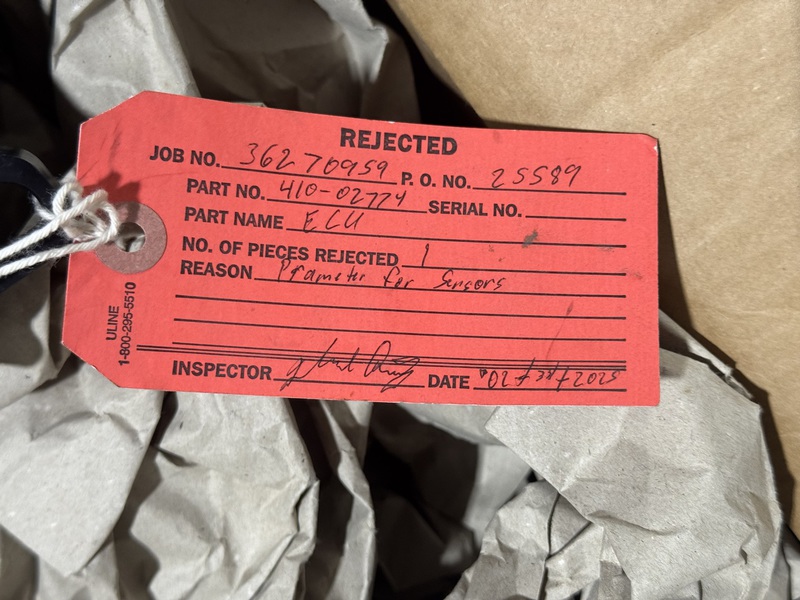 REJECTED
JOB NO. 36270959 P. O. NO. 25589
PART NO. 410-02774 SERIAL NO.
PART NAME ECU
NO. OF PIECES REJECTED 1
REASON Prameter for Sensors
INSPECTOR DATE
ULINE
1-800-295-5510